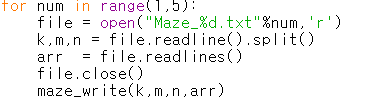 for num in range(1,5):
    file = open("Maze_%d.txt"%num,'r')
    k,m,n = file.readline().split()
    arr  = file.readlines()
    file.close()
    maze_write(k,m,n,arr)